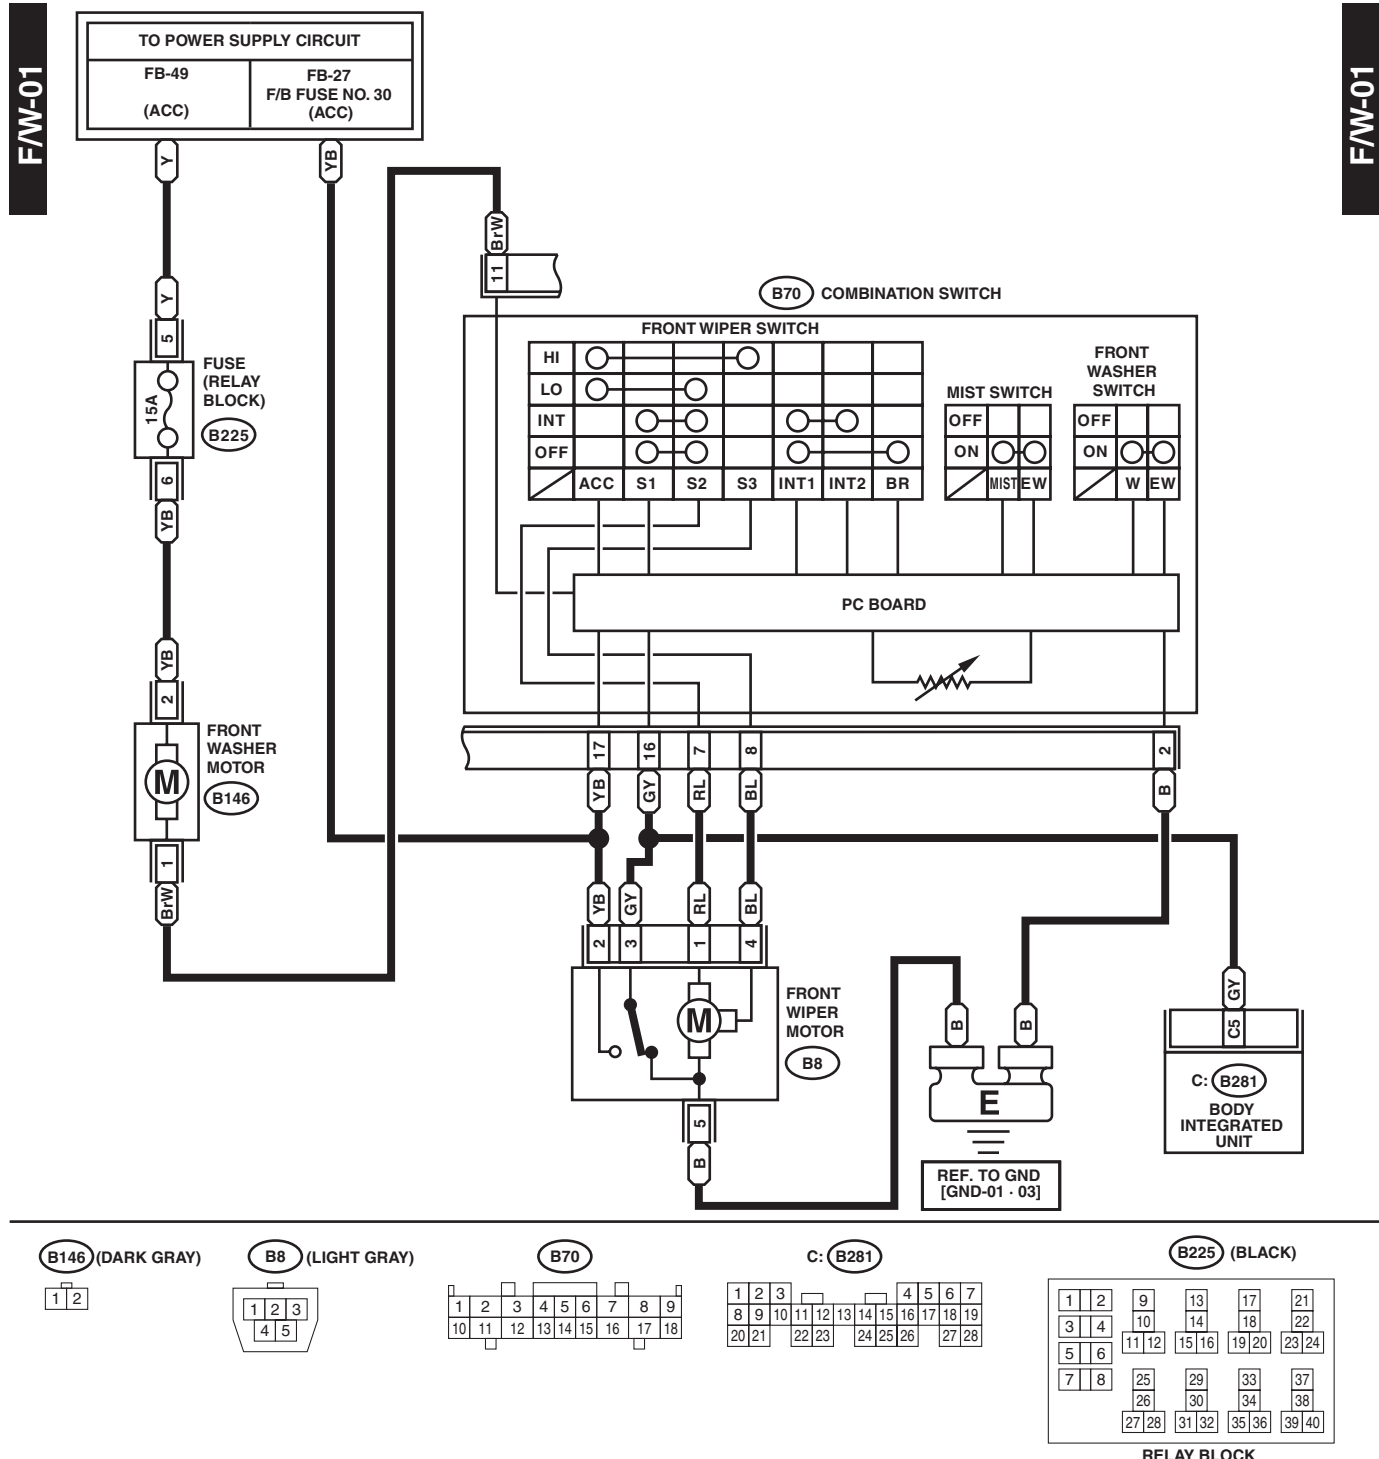 F/W-01
F/W-01
TO POWER SUPPLY CIRCUIT
FB-49
(ACC)
FB-27
F/B FUSE NO. 30
(ACC)
Y
YB
BrW
11
Y
5
FUSE
(RELAY
BLOCK)
15A
B225
6
YB
YB
2
FRONT
WASHER
MOTOR
M
B146
1
BrW
B70 COMBINATION SWITCH
FRONT WIPER SWITCH
HI
LO
INT
OFF
ACC S1 S2 S3 INT1 INT2 BR
MIST SWITCH
OFF
ON
MIST EW
FRONT
WASHER
SWITCH
OFF
ON
W EW
PC BOARD
17 16 7 8 2
YB GY RL BL B
YB GY RL BL
2 3 1 4
M
FRONT
WIPER
MOTOR
B8
5
B
B B
E
REF. TO GND
[GND-01 · 03]
GY
C5
C: B281
BODY
INTEGRATED
UNIT
B146 (DARK GRAY)
1 2
B8 (LIGHT GRAY)
1 2 3
4 5
B70
1 2 3 4 5 6 7 8 9
10 11 12 13 14 15 16 17 18
C: B281
1 2 3 4 5 6 7
8 9 10 11 12 13 14 15 16 17 18 19
20 21 22 23 24 25 26 27 28
B225 (BLACK)
1 2 9 13 17 21
3 4 10 14 18 22
11 12 15 16 19 20 23 24
5 6
7 8 25 29 33 37
26 30 34 38
27 28 31 32 35 36 39 40
RELAY BLOCK